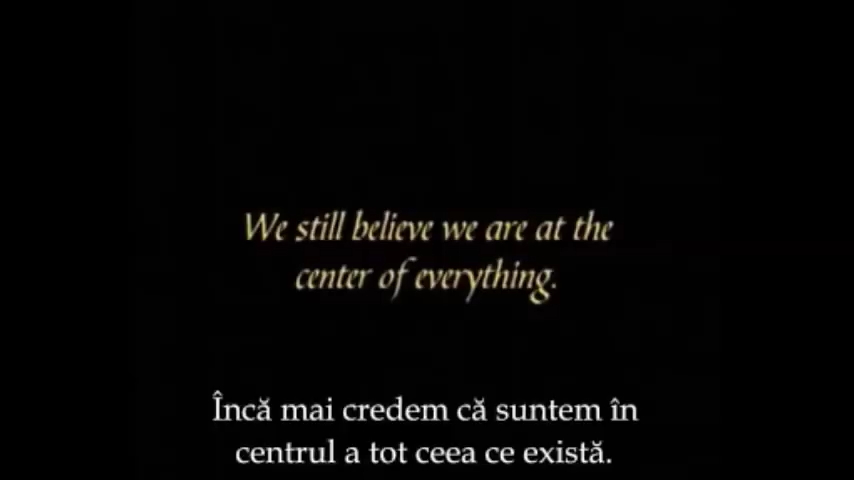 We still believe we are at the
center of everything.
Încă mai credem că suntem în
centrul a tot ceea ce există.